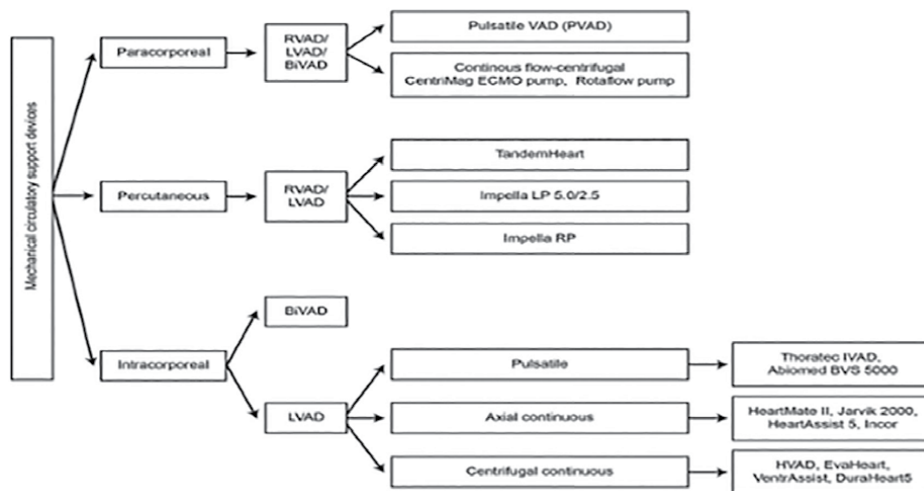 Mechanical circulatory support devices
Paracorporeal
RVAD/
LVAD/
BiVAD
Pulsatile VAD (PVAD)
Continous flow-centrifugal
CentriMag ECMO pump, Rotaflow pump
Percutaneous
RVAD/
LVAD
TandemHeart
Impella LP 5.0/2.5
Impella RP
Intracorporeal
BiVAD
LVAD
Pulsatile
Thoratec IVAD,
Abiomed BVS 5000
Axial continuous
HeartMate II, Jarvik 2000,
HeartAssist 5, Incor
Centrifugal continuous
HVAD, EvaHeart,
VentrAssist, DuraHeart5